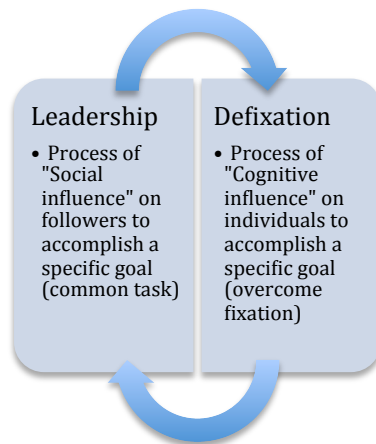 Leadership
• Process of
"Social
influence" on
followers to
accomplish a
specific goal
(common task)
Defixation
• Process of
"Cognitive
influence" on
individuals to
accomplish a
specific goal
(overcome
fixation)